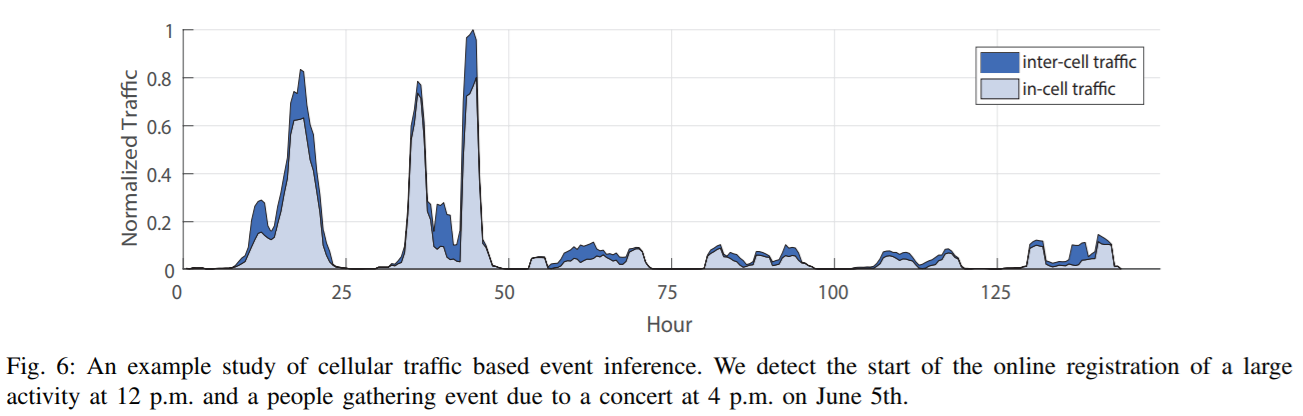 1
0.8
0.6
0.4
0.2
0
Normalized Traffic
inter-cell traffic
in-cell traffic
0 25 50 75 100 125
Hour
Fig. 6: An example study of cellular traffic based event inference. We detect the start of the online registration of a large
activity at 12 p.m. and a people gathering event due to a concert at 4 p.m. on June 5th.